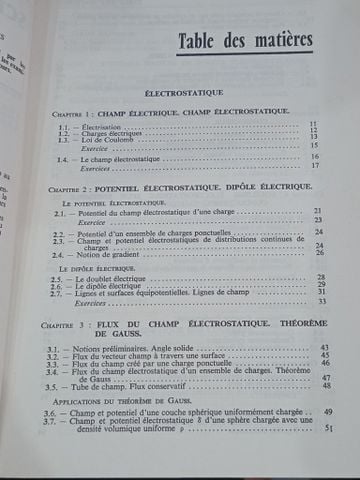 Table des matières
ÉLECTROSTATIQUE
CHAPITRE 1 : CHAMP ÉLECTRIQUE. CHAMP ÉLECTROSTATIQUE.
1.1. — Électrisation 11
1.2. — Charges électriques 12
1.3. — Loi de Coulomb 13
Exercice 15
1.4. — Le champ électrostatique 16
Exercices 17
CHAPITRE 2 : POTENTIEL ÉLECTROSTATIQUE. DIPÔLE ÉLECTRIQUE.
LE POTENTIEL ÉLECTROSTATIQUE.
2.1. — Potentiel du champ électrostatique d'une charge 21
Exercice 23
2.2. — Potentiel d'un ensemble de charges ponctuelles 24
2.3. — Champ et potentiel électrostatiques de distributions continues de
charges 24
2.4. — Notion de gradient 26
LE DIPÔLE ÉLECTRIQUE.
2.5. — Le doublet électrique 28
2.6. — Le dipôle électrique 29
2.7. — Lignes et surfaces équipotentielles. Lignes de champ 31
Exercices 33
CHAPITRE 3 : FLUX DU CHAMP ÉLECTROSTATIQUE. THÉORÈME
DE GAUSS.
3.1. — Notions préliminaires. Angle solide 43
3.2. — Flux du vecteur champ à travers une surface 45
3.3. — Flux du champ créé par une charge ponctuelle 46
3.4. — Flux du champ électrostatique d'un ensemble de charges. Théorème
de Gauss 47
3.5. — Tube de champ. Flux conservatif 48
APPLICATIONS DU THÉORÈME DE GAUSS.
3.6. — Champ et potentiel d'une couche sphérique uniformément chargée 49
3.7. — Champ et potentiel électrostatique d'une sphère chargée avec une
densité volumique uniforme ρ 51